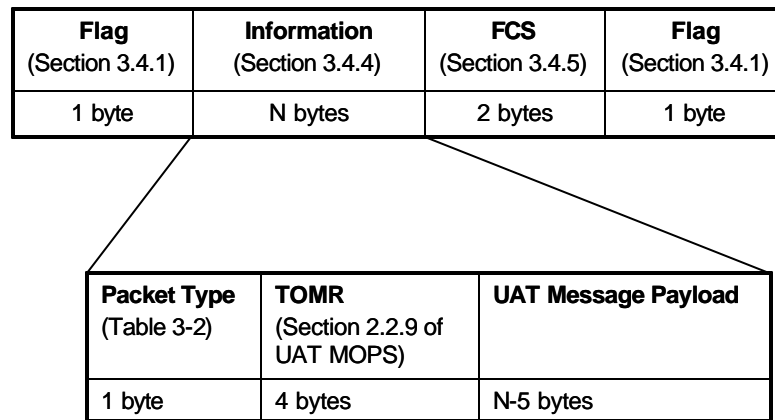 Flag Information FCS Flag
(Section 3.4.1) (Section 3.4.4) (Section 3.4.5) (Section 3.4.1)
1 byte N bytes 2 bytes 1 byte
Packet Type TOMR UAT Message Payload
(Table 3-2) (Section 2.2.9 of
UAT MOPS)
1 byte 4 bytes N-5 bytes